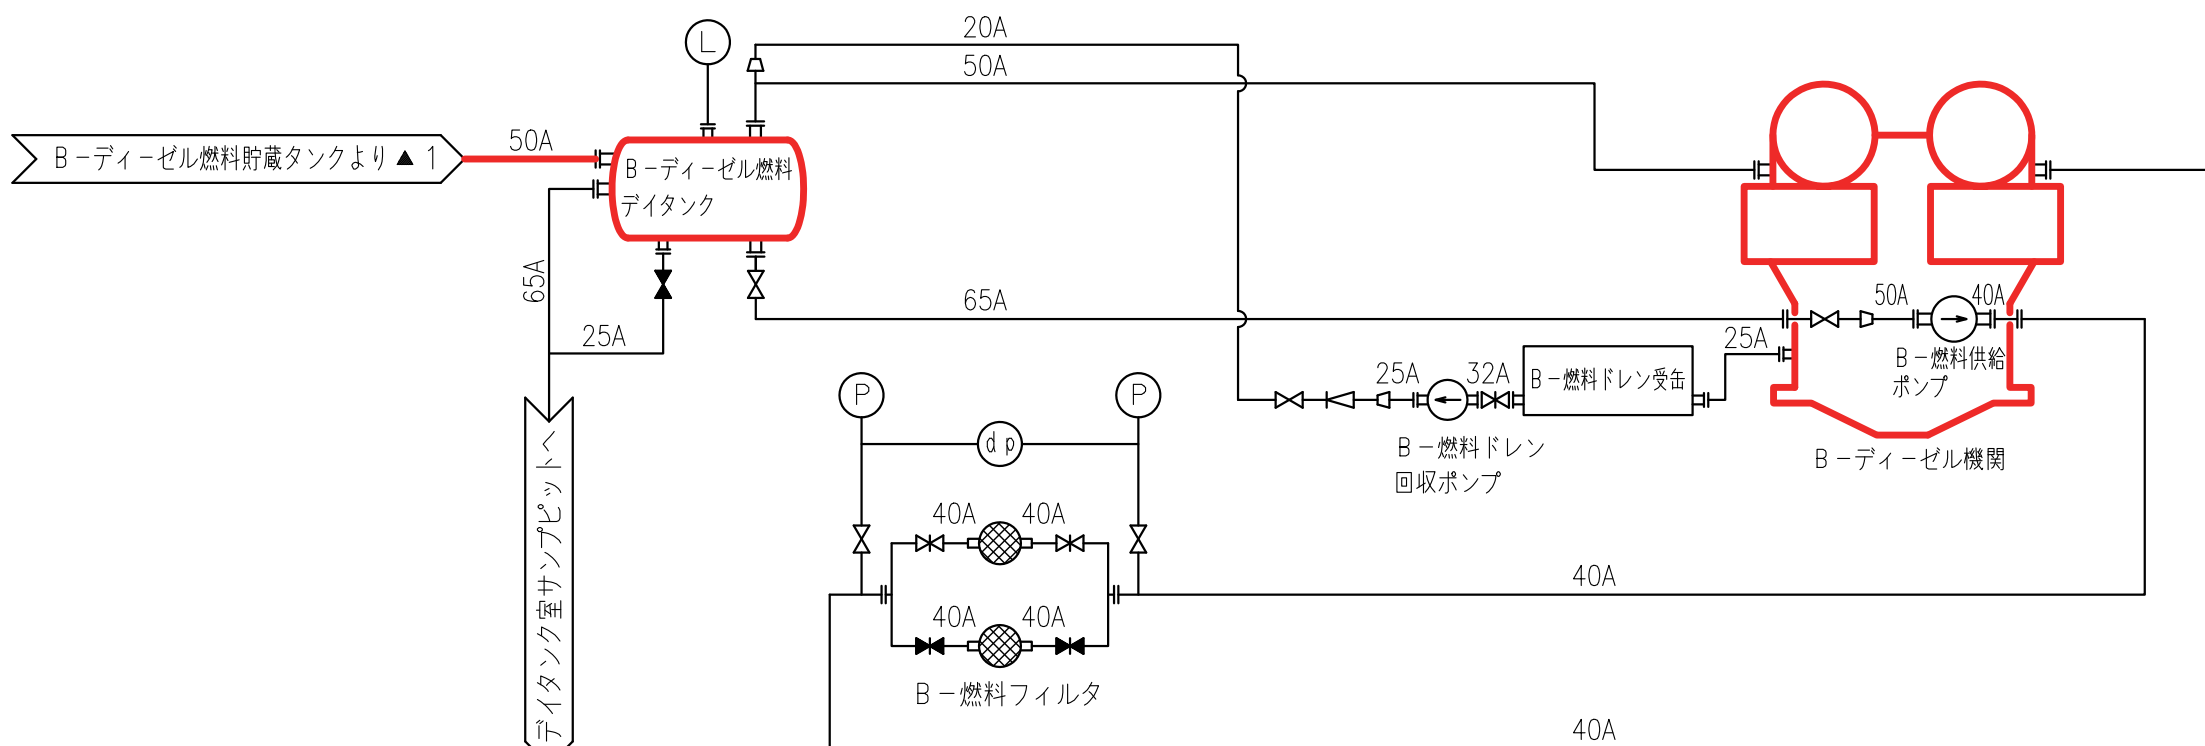 20A
L
50A
50A
B-ディーゼル燃料貯蔵タンクより ▲ 1
B-ディーゼル燃料
デイタンク
65A
65A
50A
40A
25A
25A
B-燃料供給
ポンプ
P
P
25A
32A
B-燃料ドレン受缶
dp
B-燃料ドレン
回収ポンプ
B-ディーゼル機関
デイタンク室サンプピットへ
40A
40A
40A
40A
40A
B-燃料フィルタ
40A